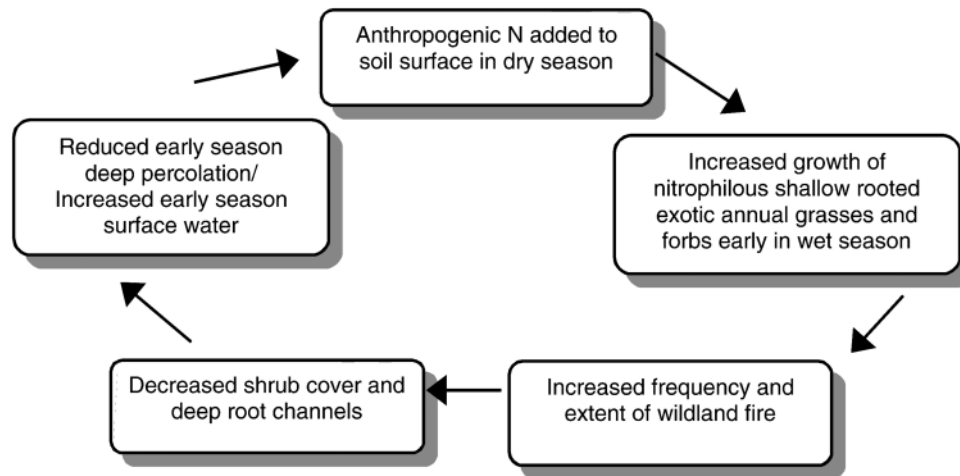 Anthropogenic N added to
soil surface in dry season
Increased growth of
nitrophilous shallow rooted
exotic annual grasses and
forbs early in wet season
Increased frequency and
extent of wildland fire
Decreased shrub cover and
deep root channels
Reduced early season
deep percolation/
Increased early season
surface water